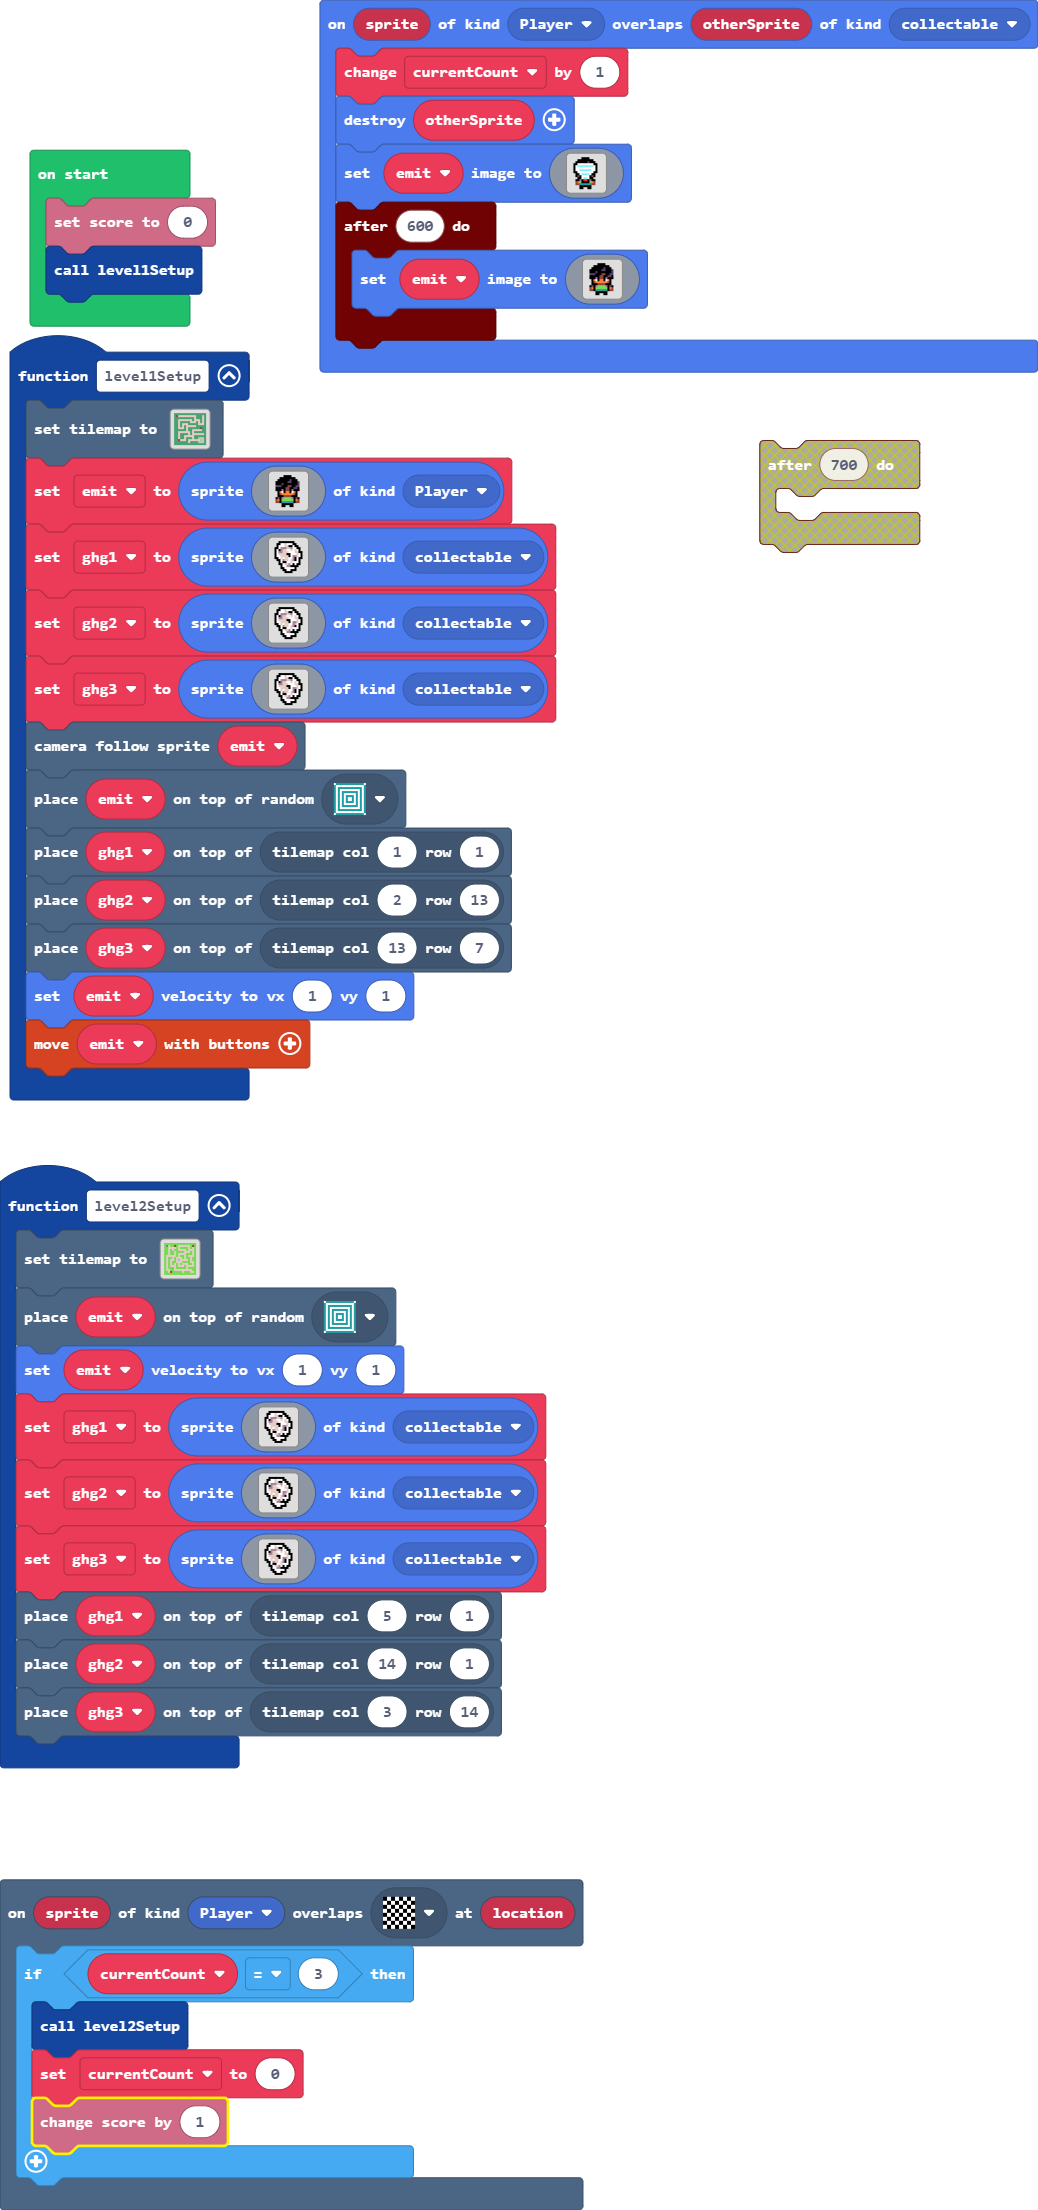 on sprite of kind Player overlaps otherSprite of kind collectable
change currentCount by 1
destroy otherSprite
set emit image to
after 600 do
set emit image to
on start
set score to 0
call level1Setup
function level1Setup
set tilemap to
set emit to sprite of kind Player
set ghg1 to sprite of kind collectable
set ghg2 to sprite of kind collectable
set ghg3 to sprite of kind collectable
camera follow sprite emit
place emit on top of random
place ghg1 on top of tilemap col 1 row 1
place ghg2 on top of tilemap col 2 row 13
place ghg3 on top of tilemap col 13 row 7
set emit velocity to vx 1 vy 1
move emit with buttons
after 700 do
function level2Setup
set tilemap to
place emit on top of random
set emit velocity to vx 1 vy 1
set ghg1 to sprite of kind collectable
set ghg2 to sprite of kind collectable
set ghg3 to sprite of kind collectable
place ghg1 on top of tilemap col 5 row 1
place ghg2 on top of tilemap col 14 row 1
place ghg3 on top of tilemap col 3 row 14
on sprite of kind Player overlaps at location
if currentCount = 3 then
call level2Setup
set currentCount to 0
change score by 1